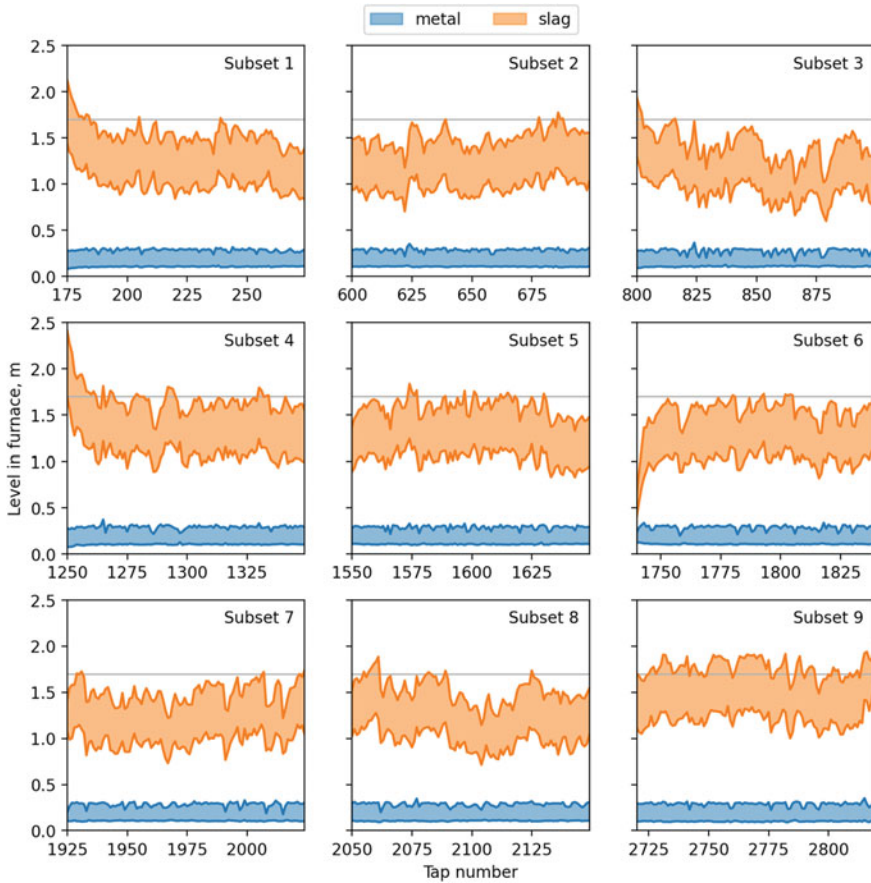 metal slag
Subset 1 Subset 2 Subset 3
2.5
2.0
1.5
1.0
0.5
0.0
175 200 225 250 600 625 650 675 800 825 850 875
Subset 4 Subset 5 Subset 6
Level in furnace, m
2.5
2.0
1.5
1.0
0.5
0.0
1250 1275 1300 1325 1550 1575 1600 1625 1750 1775 1800 1825
Subset 7 Subset 8 Subset 9
2.5
2.0
1.5
1.0
0.5
0.0
1925 1950 1975 2000 2050 2075 2100 2125 2725 2750 2775 2800
Tap number